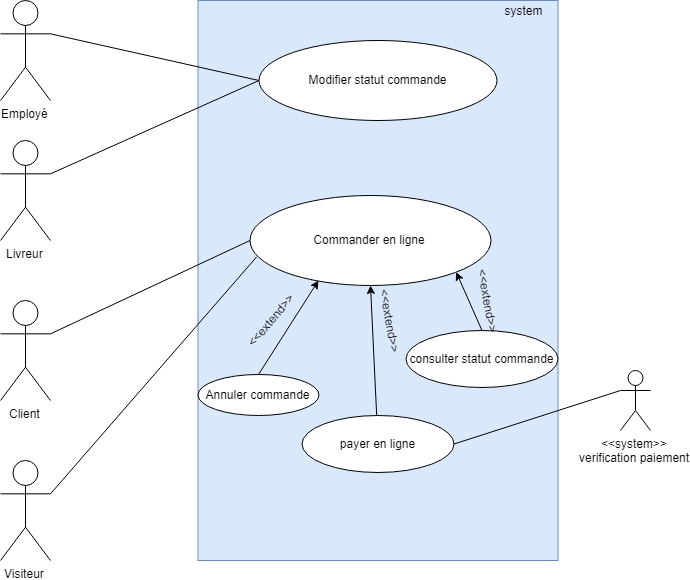 system
Modifier statut commande
Employé
Livreur
Commander en ligne
<<extend>>
<<extend>>
<<extend>>
consulter statut commande
Annuler commande
Client
payer en ligne
<<system>>
verification paiement
Visiteur